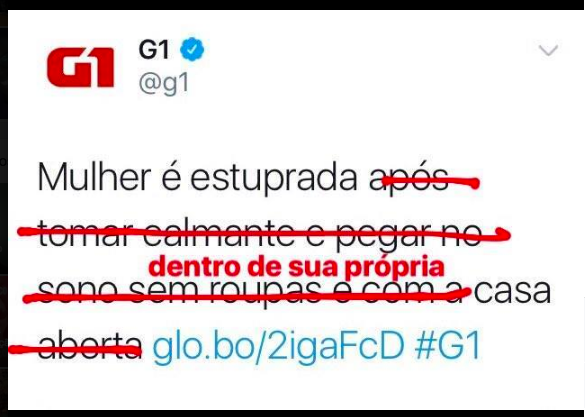 G1
G1
@g1
Mulher é estuprada após
tomar calmante e pegar no
dentro de sua própria
sono sem roupas e com a casa
aberta glo.bo/2igaFcD #G1